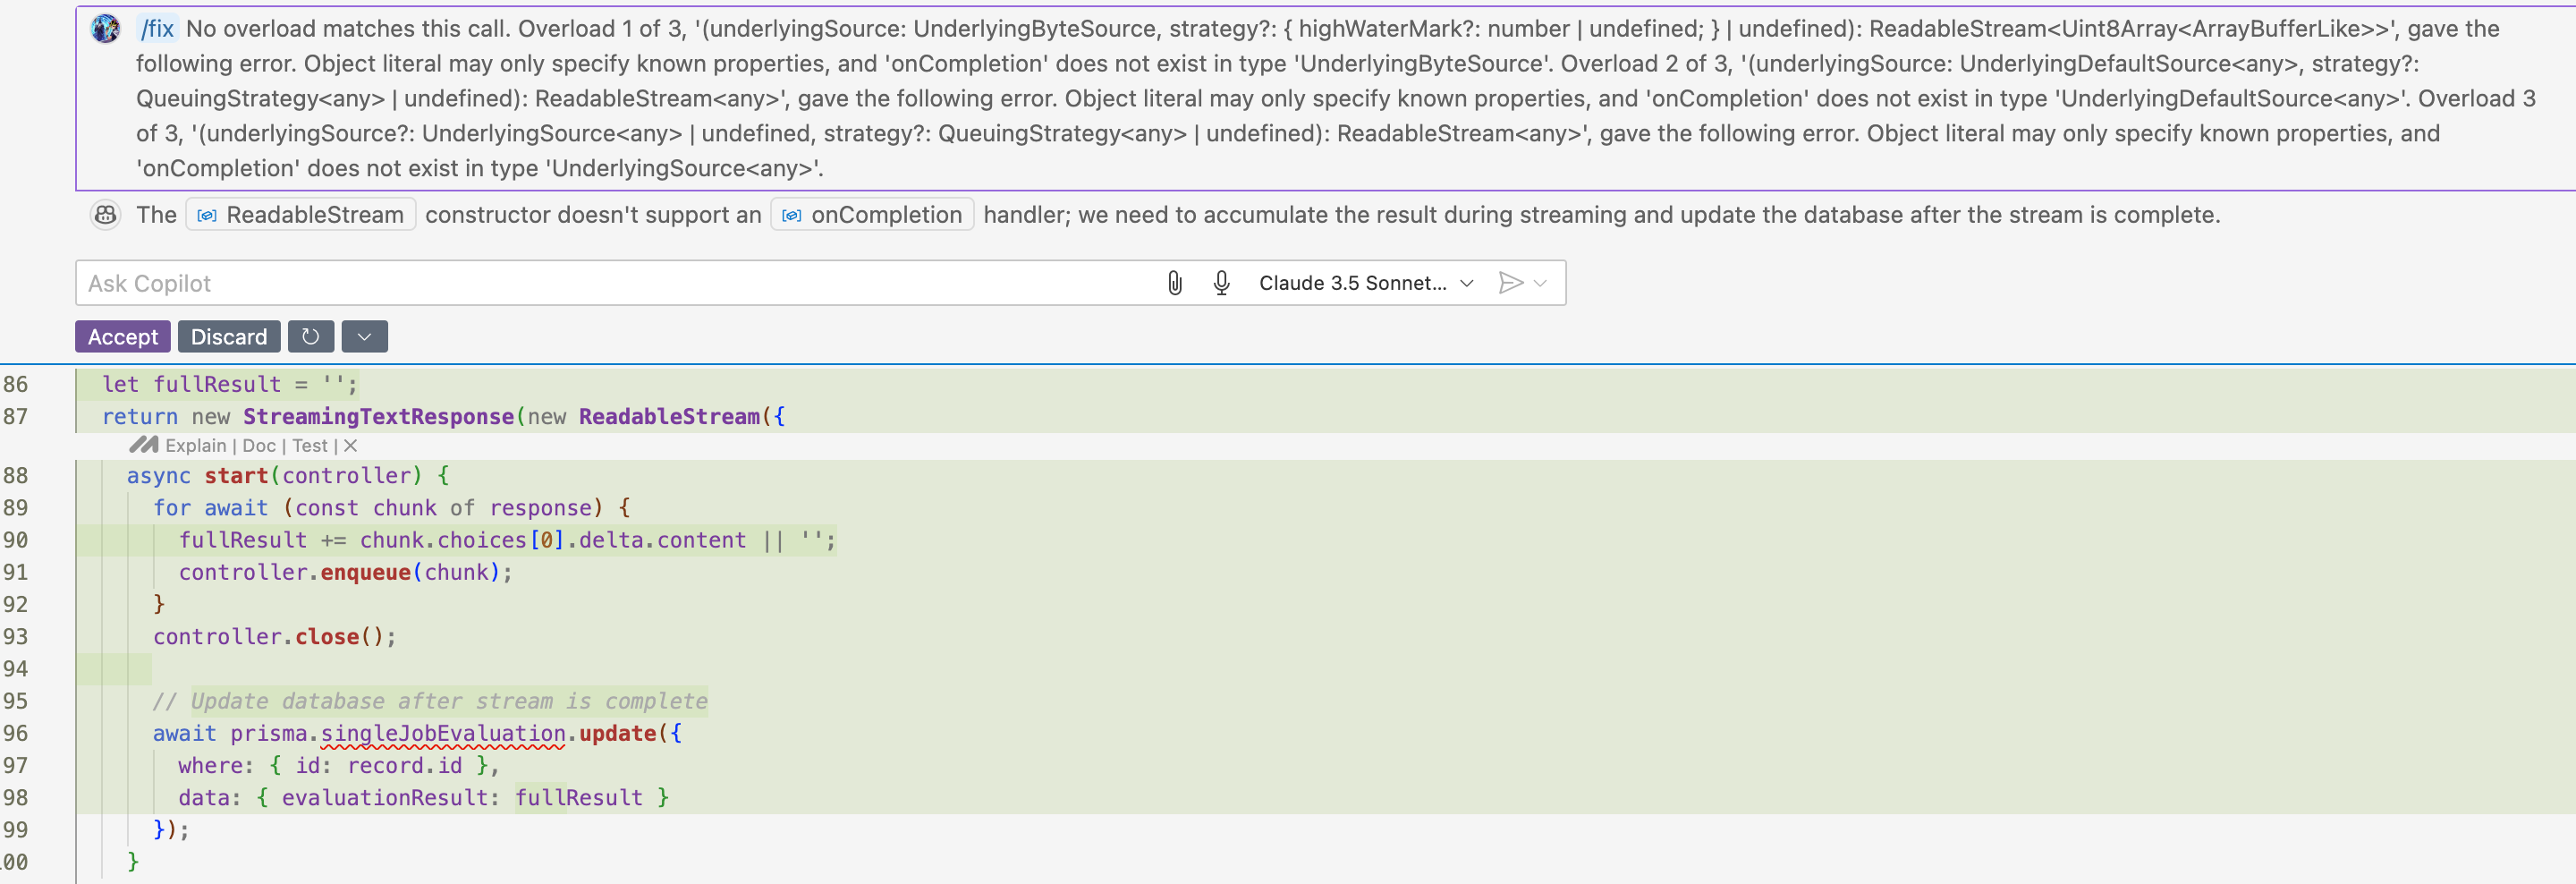 /fix No overload matches this call. Overload 1 of 3, '(underlyingSource: UnderlyingByteSource, strategy?: { highWaterMark?: number | undefined; } | undefined): ReadableStream<Uint8Array<ArrayBufferLike>>', gave the
following error. Object literal may only specify known properties, and 'onCompletion' does not exist in type 'UnderlyingByteSource'. Overload 2 of 3, '(underlyingSource: UnderlyingDefaultSource<any>, strategy?:
QueuingStrategy<any> | undefined): ReadableStream<any>', gave the following error. Object literal may only specify known properties, and 'onCompletion' does not exist in type 'UnderlyingDefaultSource<any>'. Overload 3
of 3, '(underlyingSource?: UnderlyingSource<any> | undefined, strategy?: QueuingStrategy<any> | undefined): ReadableStream<any>', gave the following error. Object literal may only specify known properties, and
'onCompletion' does not exist in type 'UnderlyingSource<any>'.
The ReadableStream constructor doesn't support an onCompletion handler; we need to accumulate the result during streaming and update the database after the stream is complete.
Ask Copilot Claude 3.5 Sonnet...
Accept Discard
86 let fullResult = '';
87 return new StreamingTextResponse(new ReadableStream({
Explain | Doc | Test | X
88 async start(controller) {
89 for await (const chunk of response) {
90 fullResult += chunk.choices[0].delta.content || '';
91 controller.enqueue(chunk);
92 }
93 controller.close();
94
95 // Update database after stream is complete
96 await prisma.singleJobEvaluation.update({
97 where: { id: record.id },
98 data: { evaluationResult: fullResult }
99 });
00 }